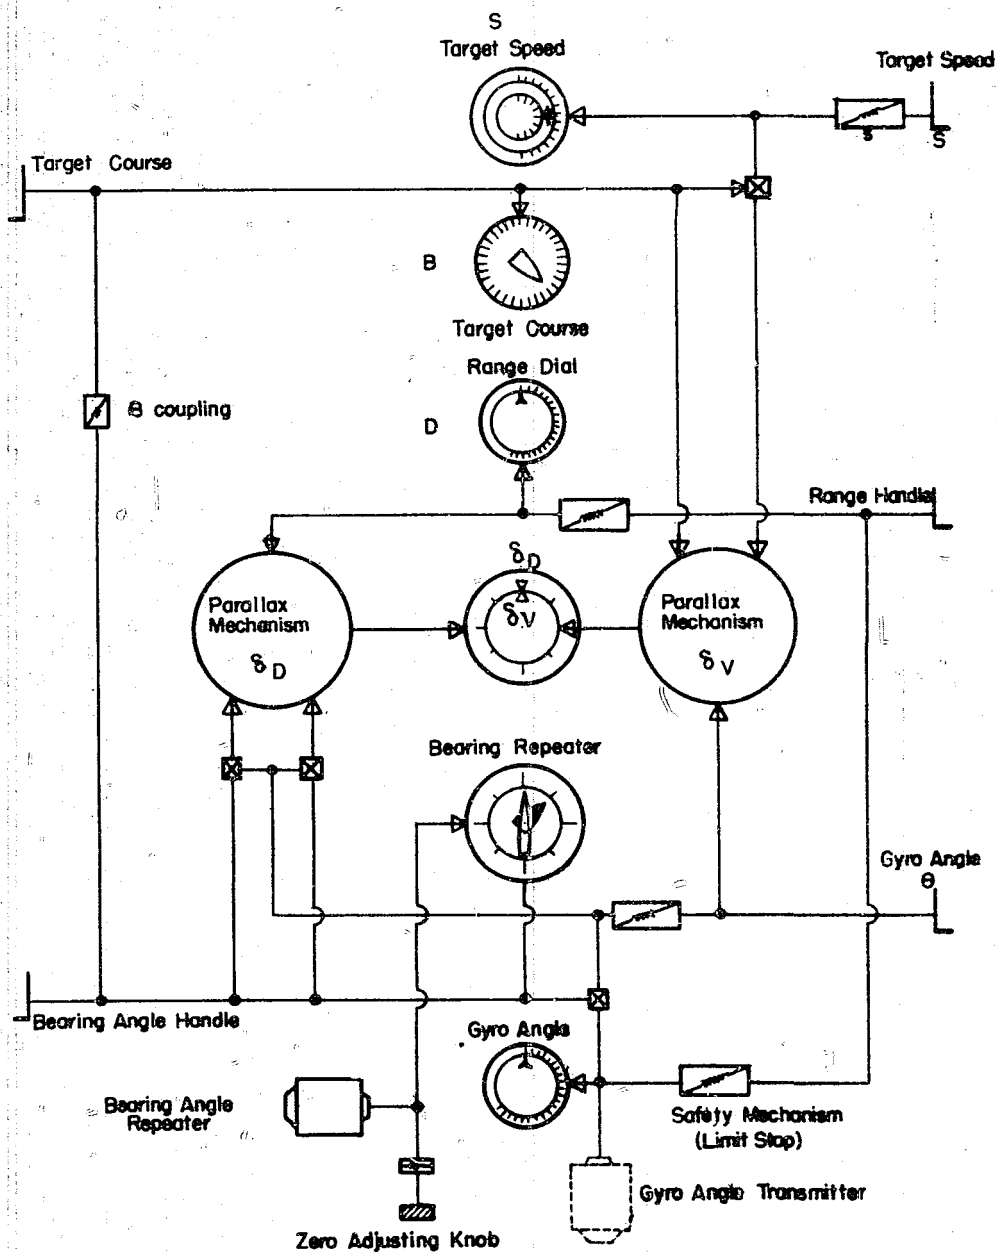 S
Target Speed
Target Speed
S
S
Target Course
B
Target Course
Range Dial
D
θ coupling
Range Handle
δD
δV
Parallax
Mechanism
δD
Parallax
Mechanism
δV
Bearing Repeater
Gyro Angle
θ
Bearing Angle Handle
Gyro Angle
Bearing Angle
Repeater
Safety Mechanism
(Limit Stop)
Gyro Angle Transmitter
Zero Adjusting Knob